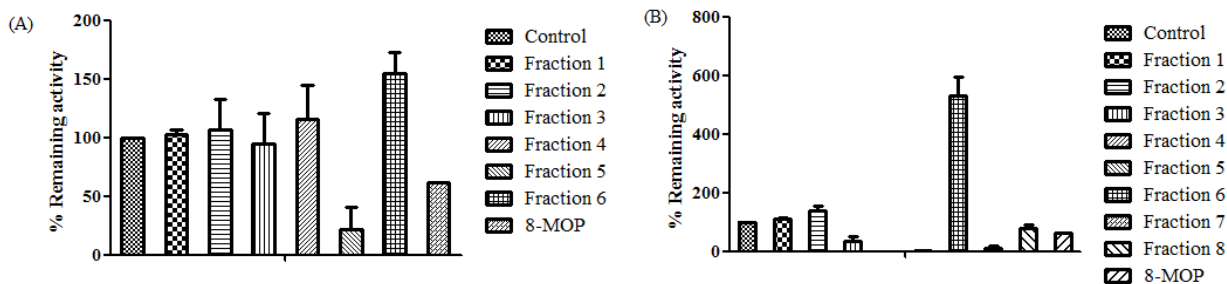 (A)
200
150
100
50
0
% Remaining activity
Control
Fraction 1
Fraction 2
Fraction 3
Fraction 4
Fraction 5
Fraction 6
8-MOP
(B)
800
600
400
200
0
% Remaining activity
Control
Fraction 1
Fraction 2
Fraction 3
Fraction 4
Fraction 5
Fraction 6
Fraction 7
Fraction 8
8-MOP